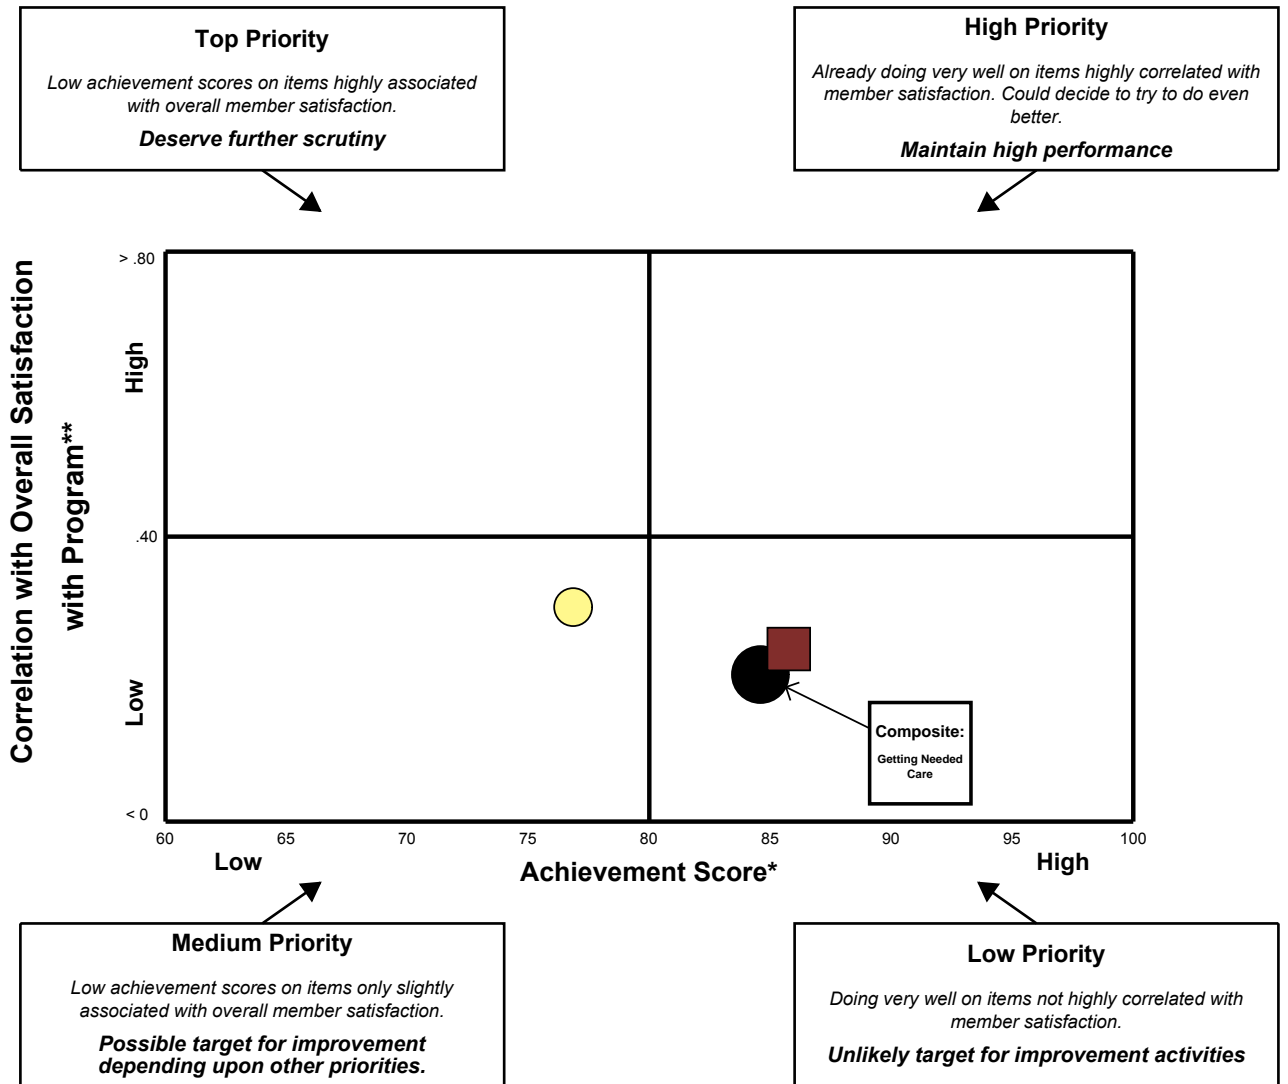 Top Priority
Low achievement scores on items highly associated
with overall member satisfaction.
Deserve further scrutiny
High Priority
Already doing very well on items highly correlated with
member satisfaction. Could decide to try to do even
better.
Maintain high performance
Correlation with Overall Satisfaction
with Program**
> .80
High
.40
Low
< 0
Composite:
Getting Needed
Care
60 65 70 75 80 85 90 95 100
Low
Achievement Score*
High
Medium Priority
Low achievement scores on items only slightly
associated with overall member satisfaction.
Possible target for improvement
depending upon other priorities.
Low Priority
Doing very well on items not highly correlated with
member satisfaction.
Unlikely target for improvement activities